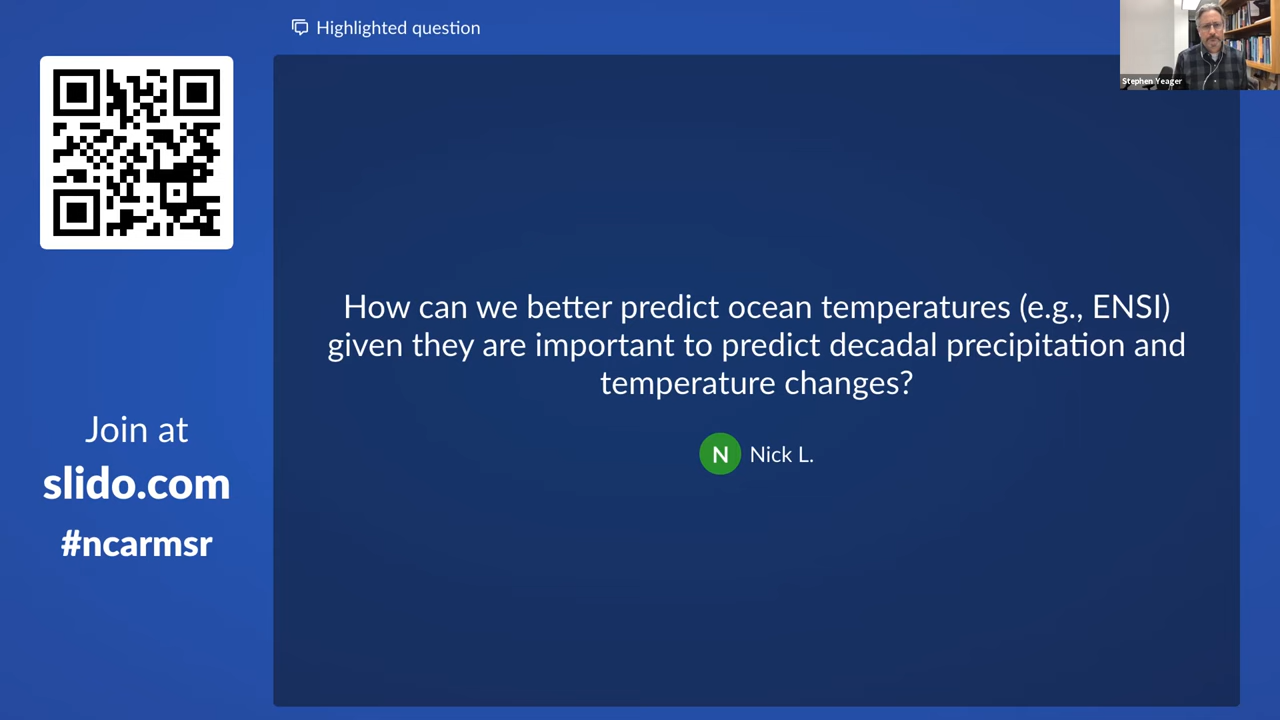 Highlighted question
Stephen Yeager
How can we better predict ocean temperatures (e.g., ENSI)
given they are important to predict decadal precipitation and
temperature changes?
N Nick L.
Join at
slido.com
#ncarmsr